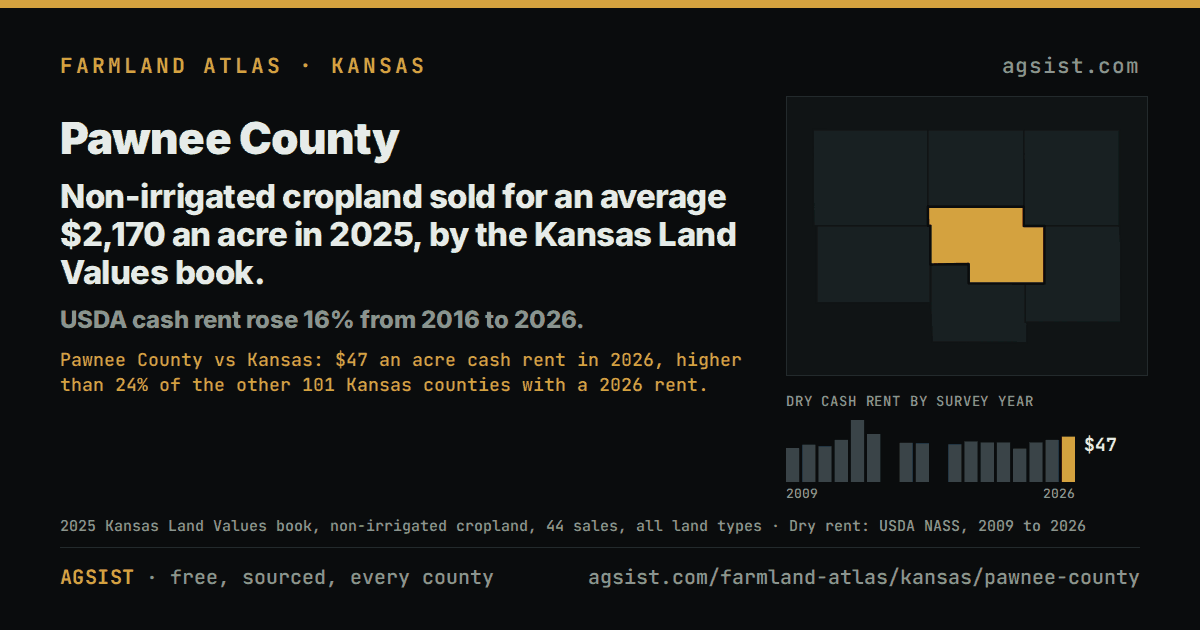 FARMLAND ATLAS · KANSAS
agsist.com
Pawnee County
Non-irrigated cropland sold for an average
$2,170 an acre in 2025, by the Kansas Land
Values book.
USDA cash rent rose 16% from 2016 to 2026.
Pawnee County vs Kansas: $47 an acre cash rent in 2026, higher
than 24% of the other 101 Kansas counties with a 2026 rent.
DRY CASH RENT BY SURVEY YEAR
$47
2009
2026
2025 Kansas Land Values book, non-irrigated cropland, 44 sales, all land types · Dry rent: USDA NASS, 2009 to 2026
AGSIST · free, sourced, every county
agsist.com/farmland-atlas/kansas/pawnee-county